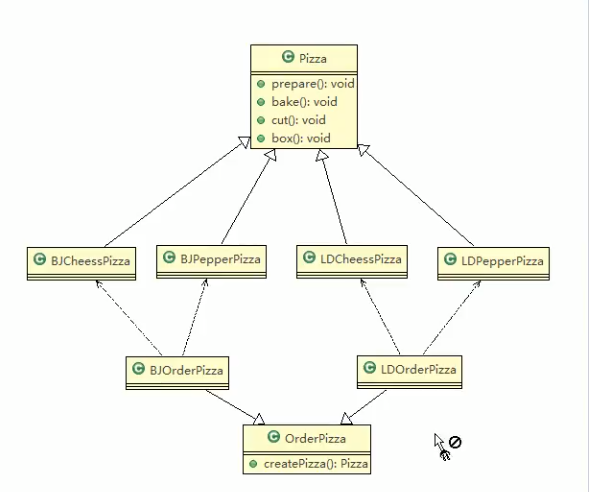 Pizza
prepare(): void
bake(): void
cut(): void
box(): void
BJCheessPizza
BJPepperPizza
LDCheessPizza
LDPepperPizza
BJOrderPizza
LDOrderPizza
OrderPizza
createPizza(): Pizza